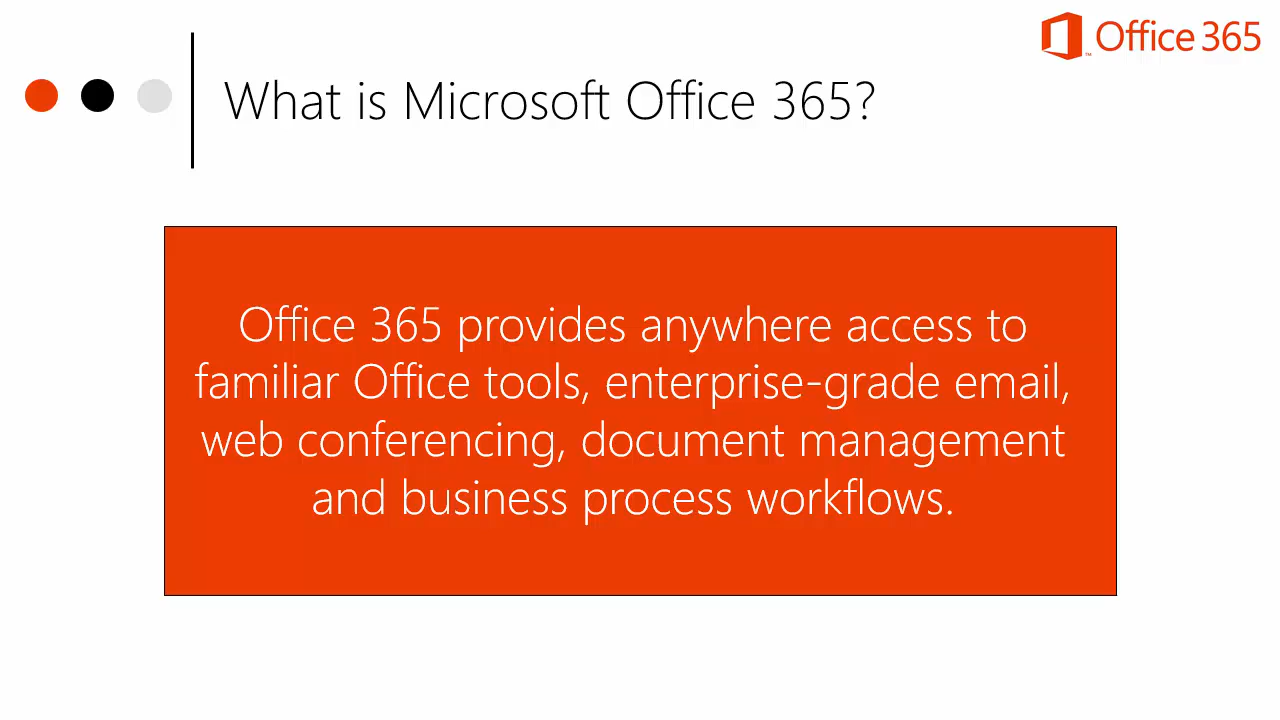 Office 365
What is Microsoft Office 365?
Office 365 provides anywhere access to
familiar Office tools, enterprise-grade email,
web conferencing, document management
and business process workflows.